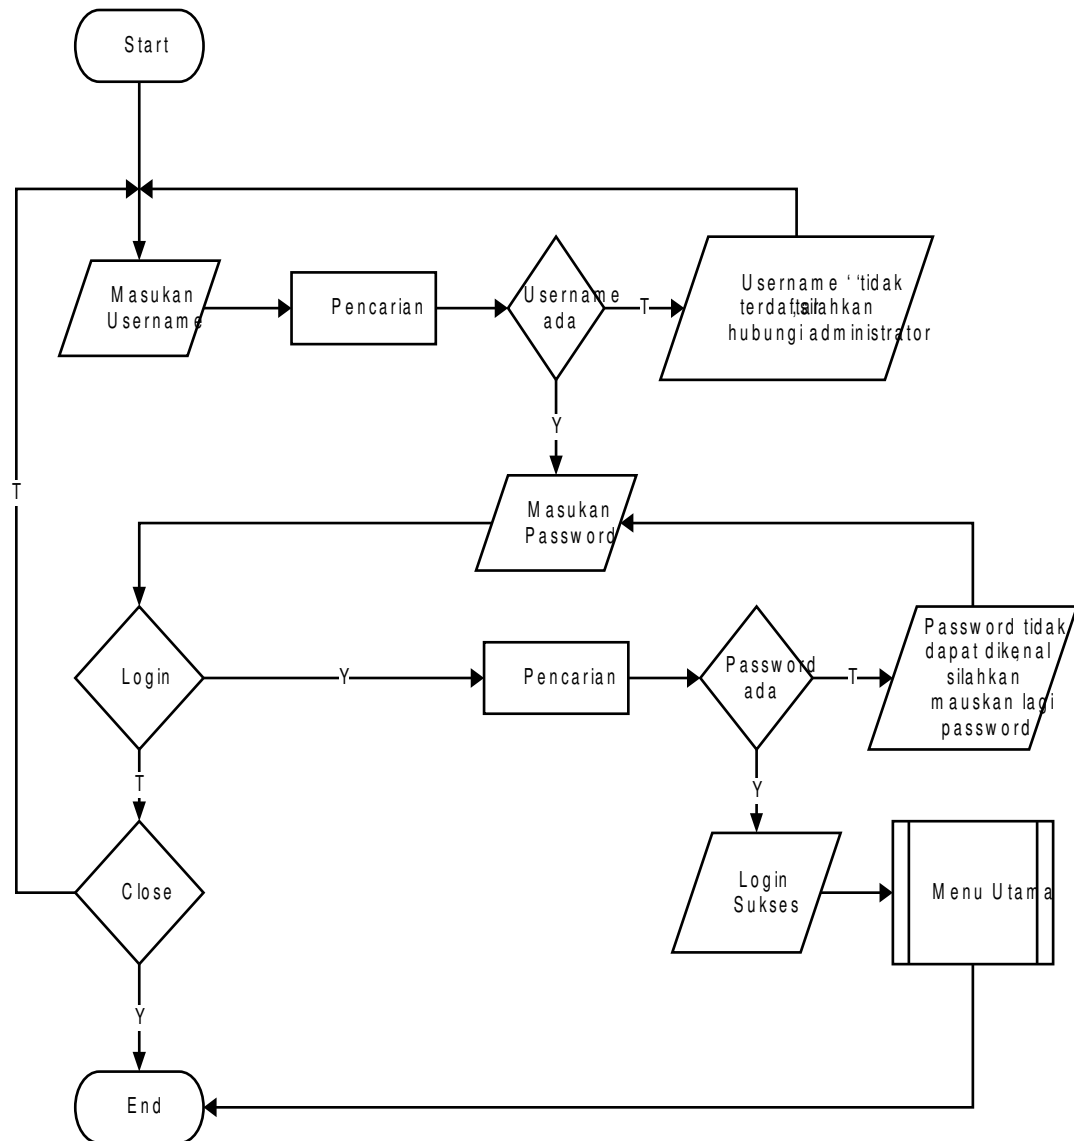 Start
Masukan
Username
Pencarian
Username
ada
T
Username ‘ ‘tidak
terdaftar, silahkan
hubungi administrator
Y
T
Masukan
Password
Login
Y
Pencarian
Password
ada
T
Password tidak
dapat dikenal,
silahkan
mauskan lagi
password
T
Y
Close
Login
Sukses
Menu Utama
Y
End